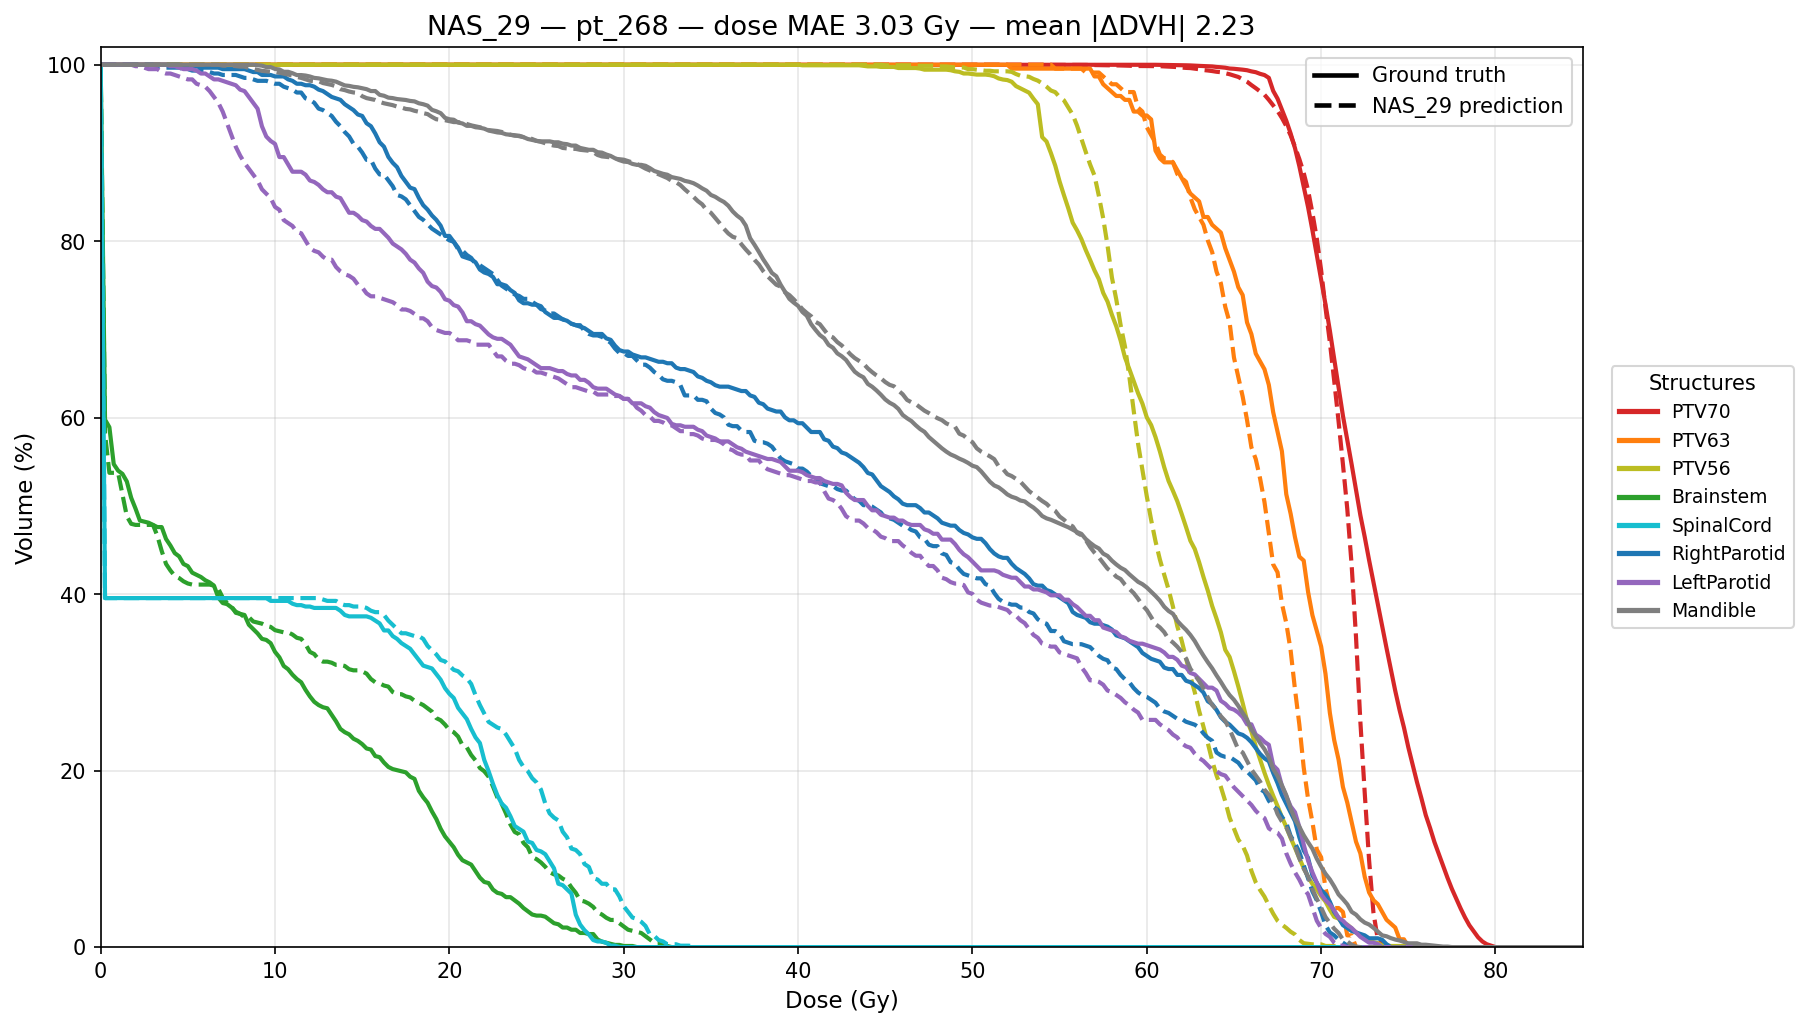 NAS_29 — pt_268 — dose MAE 3.03 Gy — mean |ΔDVH| 2.23
Ground truth
NAS_29 prediction
Volume (%)
100
80
60
40
20
0
0 10 20 30 40 50 60 70 80
Dose (Gy)
Structures
PTV70
PTV63
PTV56
Brainstem
SpinalCord
RightParotid
LeftParotid
Mandible